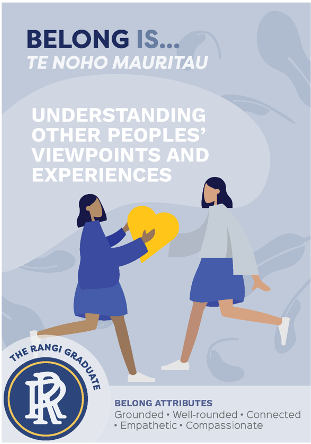 BELONG IS...
TE NOHO MAURITAU
UNDERSTANDING
OTHER PEOPLES'
VIEWPOINTS AND
EXPERIENCES
THE RANGI GRADUATE
R
BELONG ATTRIBUTES
Grounded • Well-rounded • Connected
• Empathetic • Compassionate